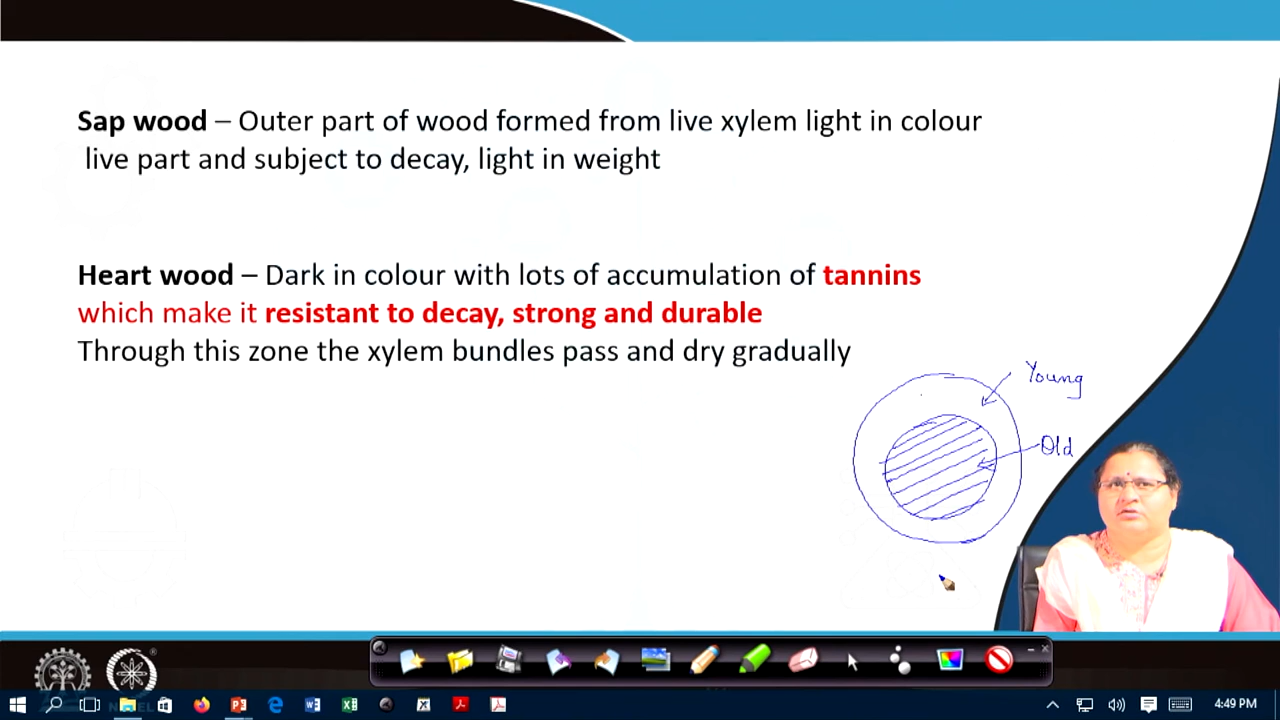 Sap wood – Outer part of wood formed from live xylem light in colour
live part and subject to decay, light in weight
Heart wood – Dark in colour with lots of accumulation of tannins
which make it resistant to decay, strong and durable
Through this zone the xylem bundles pass and dry gradually
Young
Old
4:49 PM